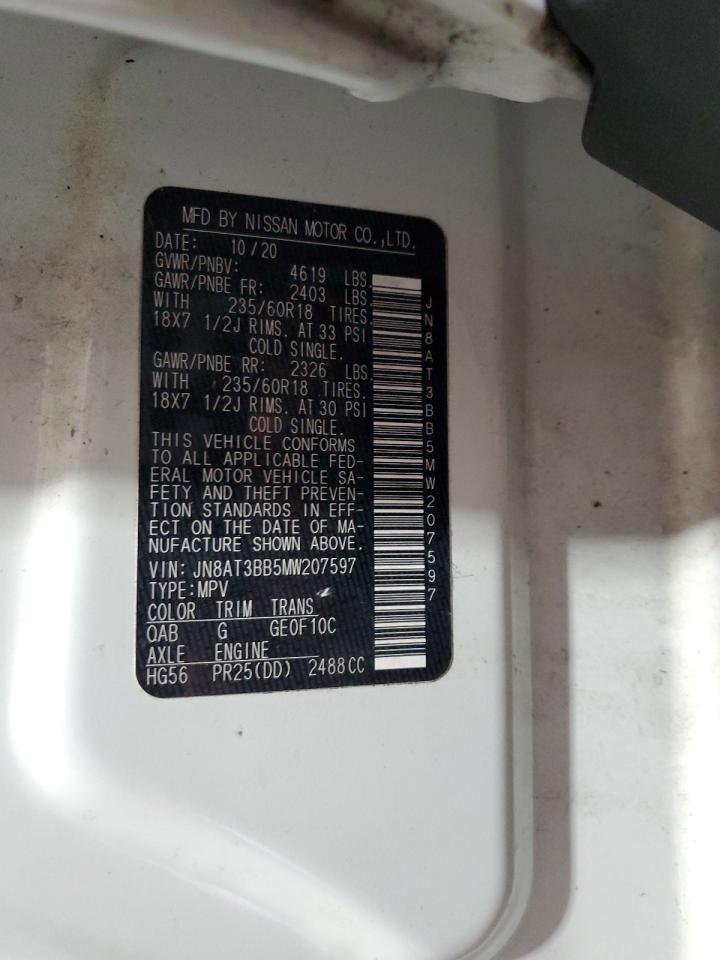 MFD BY NISSAN MOTOR CO.,LTD.
DATE: 10/20
GVWR/PNBV: 4619 LBS.
GAWR/PNBE FR: 2403 LBS.
WITH 235/60R18 TIRES.
18X7 1/2J RIMS. AT 33 PSI
COLD SINGLE.
GAWR/PNBE RR: 2326 LBS.
WITH 235/60R18 TIRES.
18X7 1/2J RIMS. AT 30 PSI
COLD SINGLE.
THIS VEHICLE CONFORMS
TO ALL APPLICABLE FED-
ERAL MOTOR VEHICLE SA-
FETY AND THEFT PREVEN-
TION STANDARDS IN EFF-
ECT ON THE DATE OF MA-
NUFACTURE SHOWN ABOVE.
VIN: JN8AT3BB5MW207597
TYPE:MPV
COLOR TRIM TRANS
QAB G GE0F10C
AXLE ENGINE
HG56 PR25(DD) 2488CC
JN8AT3BB5MW207597